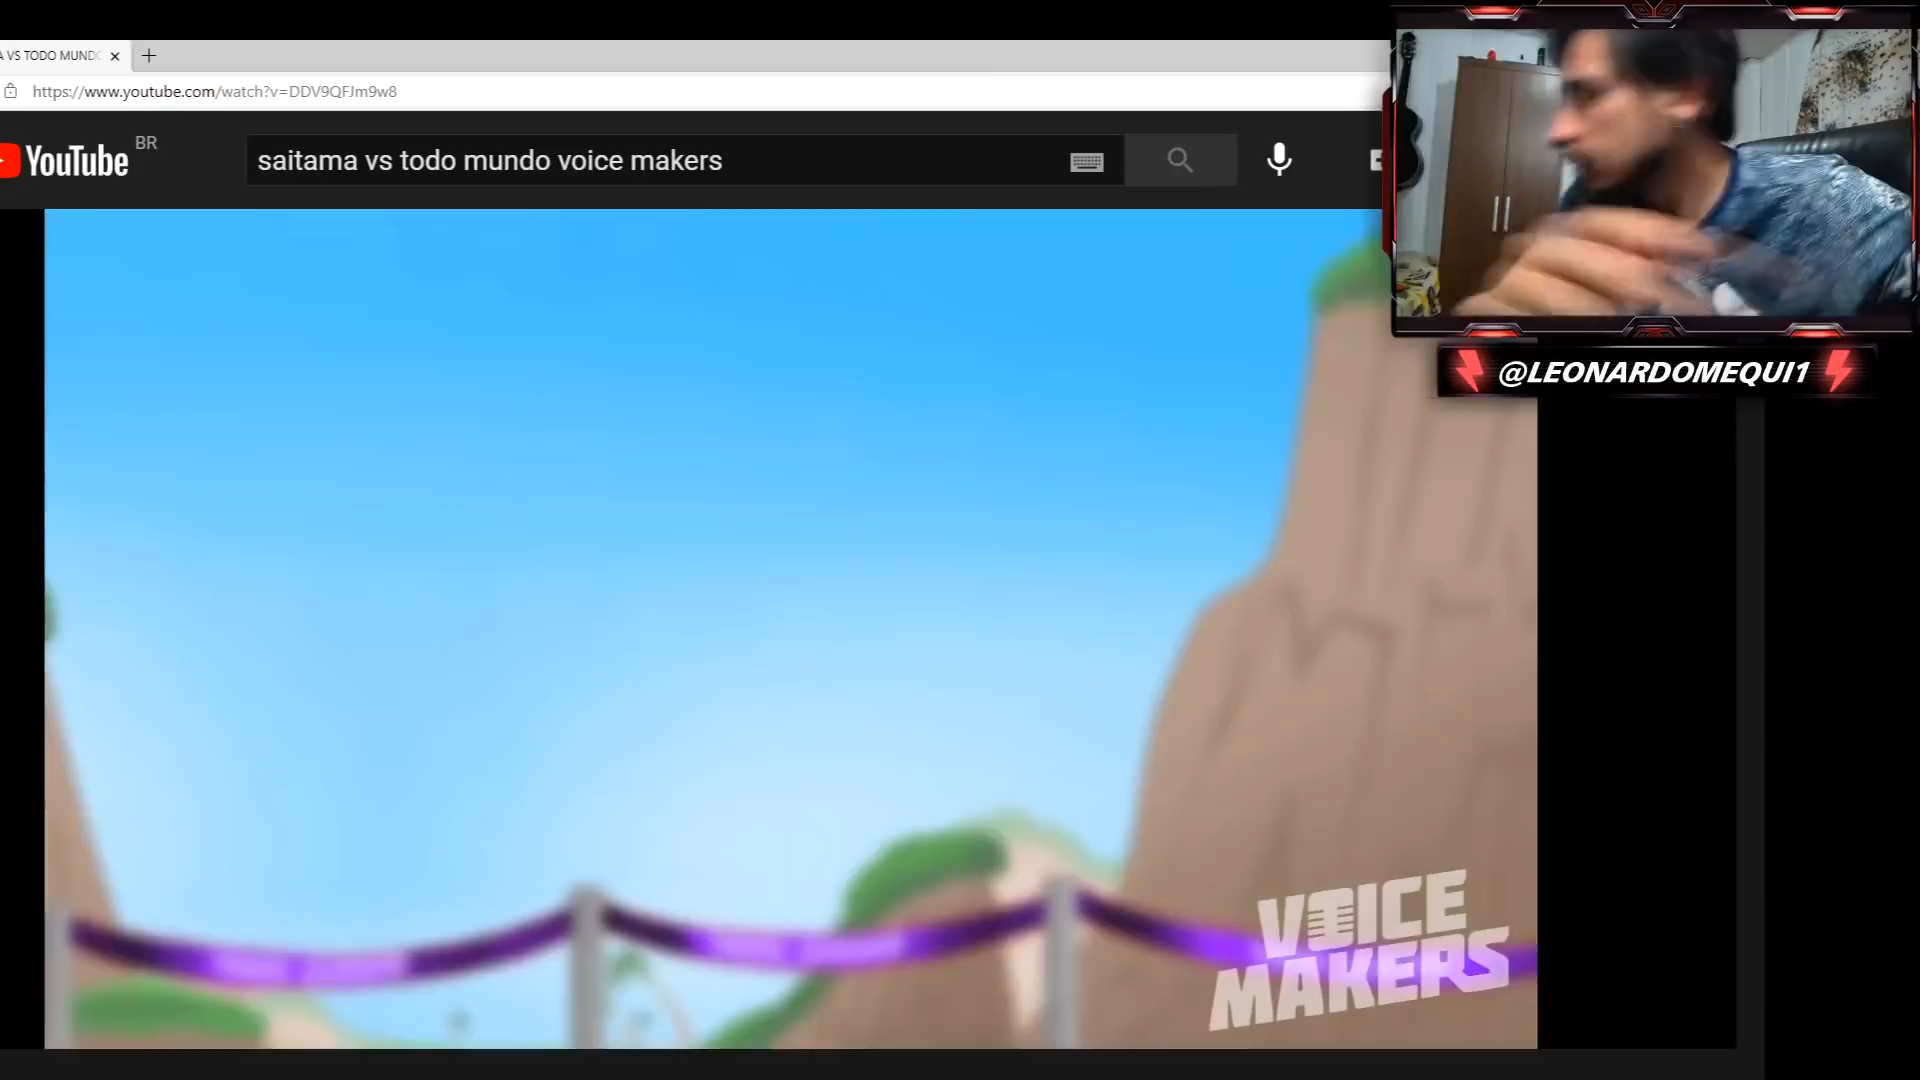 A VS TODO MUNDO
https://www.youtube.com/watch?v=DDV9QFJm9w8
YouTube BR
saitama vs todo mundo voice makers
@LEONARDOMEQUI1
VOICE
MAKERS